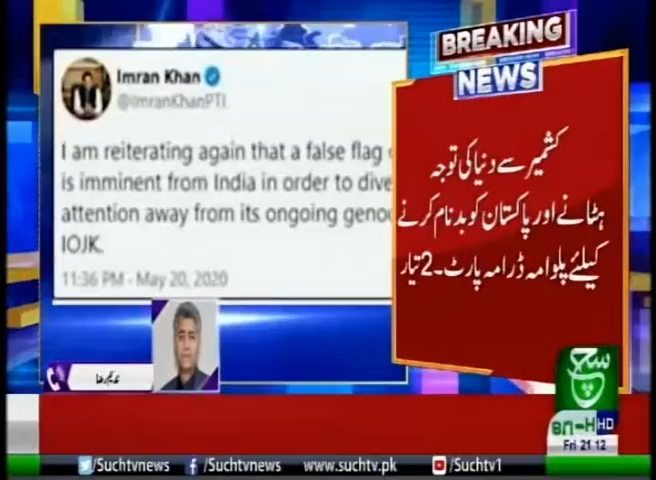 Imran Khan
@ImranKhanPTI
I am reiterating again that a false flag
is imminent from India in order to dive
attention away from its ongoing geno
IOJK.
11:36 PM - May 20, 2020
BREAKING
NEWS
کشمیر سے دنیا کی توجہ
ہٹانے اور پاکستان کو بدنام کرنے
کیلئے پلوامہ ڈرامہ پارٹ۔2 تیار
ندیم رضا
سچ
HD
Fri 21 12
/Suchtvnews
/Suchtvnews
www.suchtv.pk
/Suchtv1